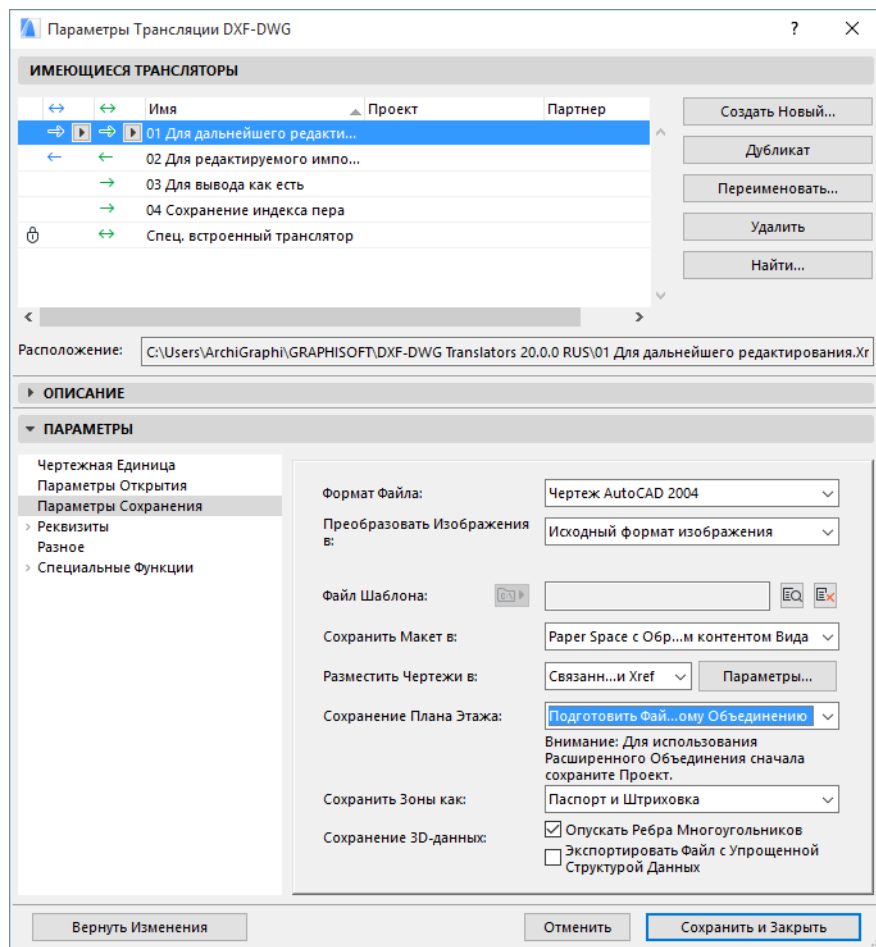 Параметры Трансляции DXF-DWG
ИМЕЮЩИЕСЯ ТРАНСЛЯТОРЫ
Имя Проект Партнер
01 Для дальнейшего редакти...
02 Для редактируемого импо...
03 Для вывода как есть
04 Сохранение индекса пера
Спец. встроенный транслятор
Создать Новый...
Дубликат
Переименовать...
Удалить
Найти...
Расположение: C:\Users\ArchiGraphi\GRAPHISOFT\DXF-DWG Translators 20.0.0 RUS\01 Для дальнейшего редактирования.Xr
ОПИСАНИЕ
ПАРАМЕТРЫ
Чертежная Единица
Параметры Открытия
Параметры Сохранения
Реквизиты
Разное
Специальные Функции
Формат Файла: Чертеж AutoCAD 2004
Преобразовать Изображения
в: Исходный формат изображения
Файл Шаблона:
Сохранить Макет в: Paper Space с Обр...м контентом Вида
Разместить Чертежи в: Связанн...и Xref Параметры...
Сохранение Плана Этажа: Подготовить Фай...ому Объединению
Внимание: Для использования
Расширенного Объединения сначала
сохраните Проект.
Сохранить Зоны как: Паспорт и Штриховка
Сохранение 3D-данных: Опускать Ребра Многоугольников
Экспортировать Файл с Упрощенной
Структурой Данных
Вернуть Изменения Отменить Сохранить и Закрыть